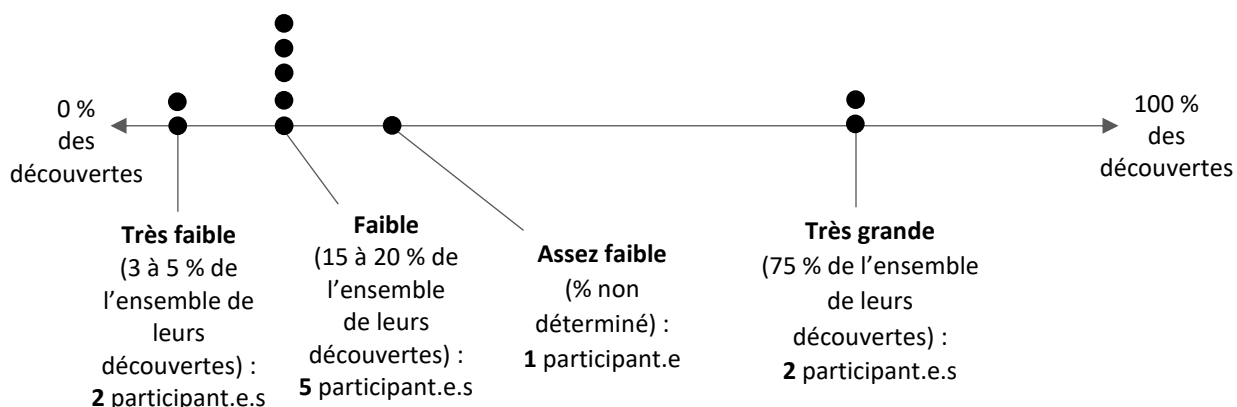 0 %
des
découvertes
100 %
des
découvertes
Très faible
(3 à 5 % de
l’ensemble de
leurs
découvertes) :
2 participant.e.s
Faible
(15 à 20 % de
l’ensemble
de leurs
découvertes) :
5 participant.e.s
Assez faible
(% non
déterminé) :
1 participant.e
Très grande
(75 % de l’ensemble
de leurs
découvertes) :
2 participant.e.s